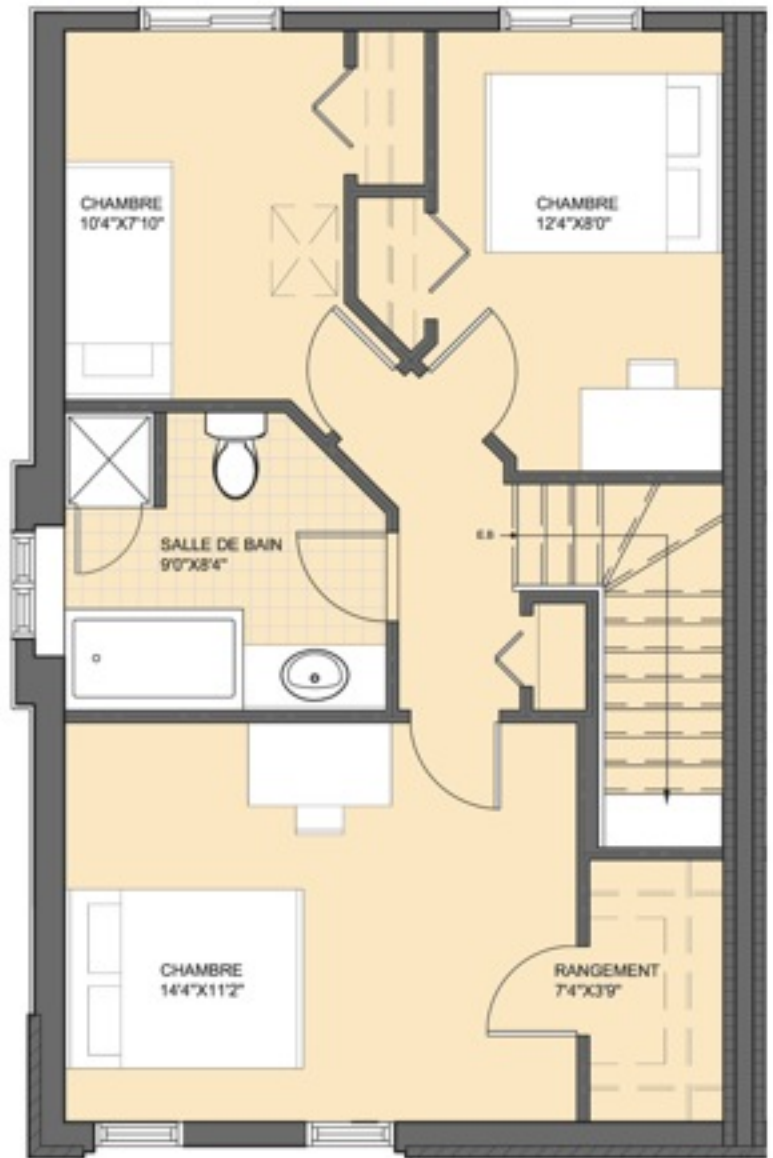 CHAMBRE
10'4"X7'10"
CHAMBRE
12'4"X8'0"
SALLE DE BAIN
9'0"X8'4"
CHAMBRE
14'4"X11'2"
RANGEMENT
7'4"X3'9"